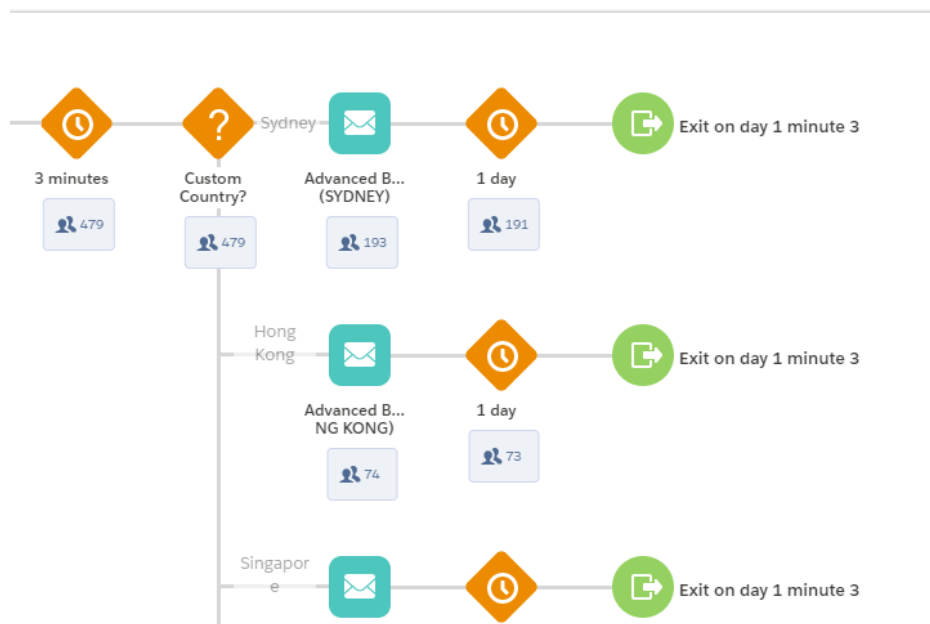 Sydney
Exit on day 1 minute 3
3 minutes
Custom
Country?
Advanced B...
(SYDNEY)
1 day
479
479
193
191
Hong
Kong
Exit on day 1 minute 3
Advanced B...
NG KONG)
1 day
74
73
Singapor
e
Exit on day 1 minute 3